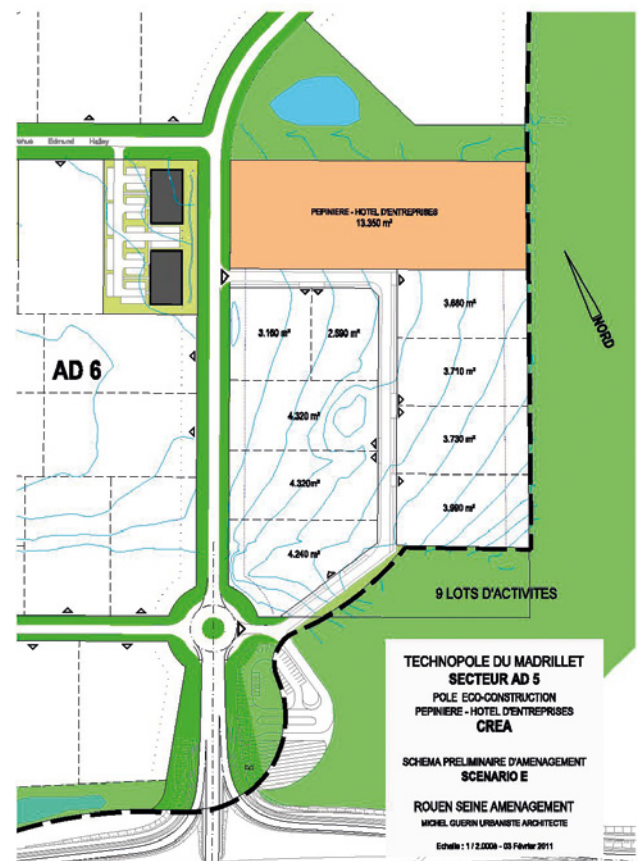 Edmund Halley
PEPINIERE - HOTEL D'ENTREPRISES
13.350 m²
NORD
3.680 m²
3.160 m²
2.590 m²
AD 6
3.710 m²
4.320 m²
3.730 m²
4.320 m²
3.990 m²
4.240 m²
9 LOTS D'ACTIVITES
TECHNOPOLE DU MADRILLET
SECTEUR AD 5
POLE ECO-CONSTRUCTION
PEPINIERE - HOTEL D'ENTREPRISES
CREA
SCHEMA PRELIMINAIRE D'AMENAGEMENT
SCENARIO E
ROUEN SEINE AMENAGEMENT
MICHEL GUERIN URBANISTE ARCHITECTE
Echelle : 1 / 2.000è - 03 Février 2011